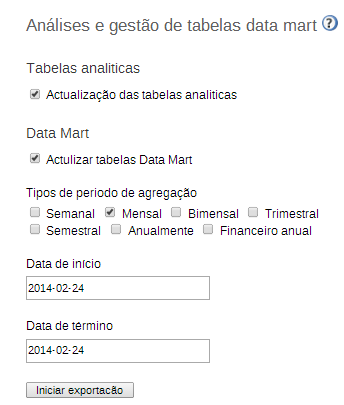 Análises e gestão de tabelas data mart ?
Tabelas analiticas
Actualização das tabelas analiticas
Data Mart
Actulizar tabelas Data Mart
Tipos de periodo de agregação
Semanal Mensal Bimensal Trimestral
Semestral Anualmente Financeiro anual
Data de início
2014-02-24
Data de término
2014-02-24
Iniciar exportacão